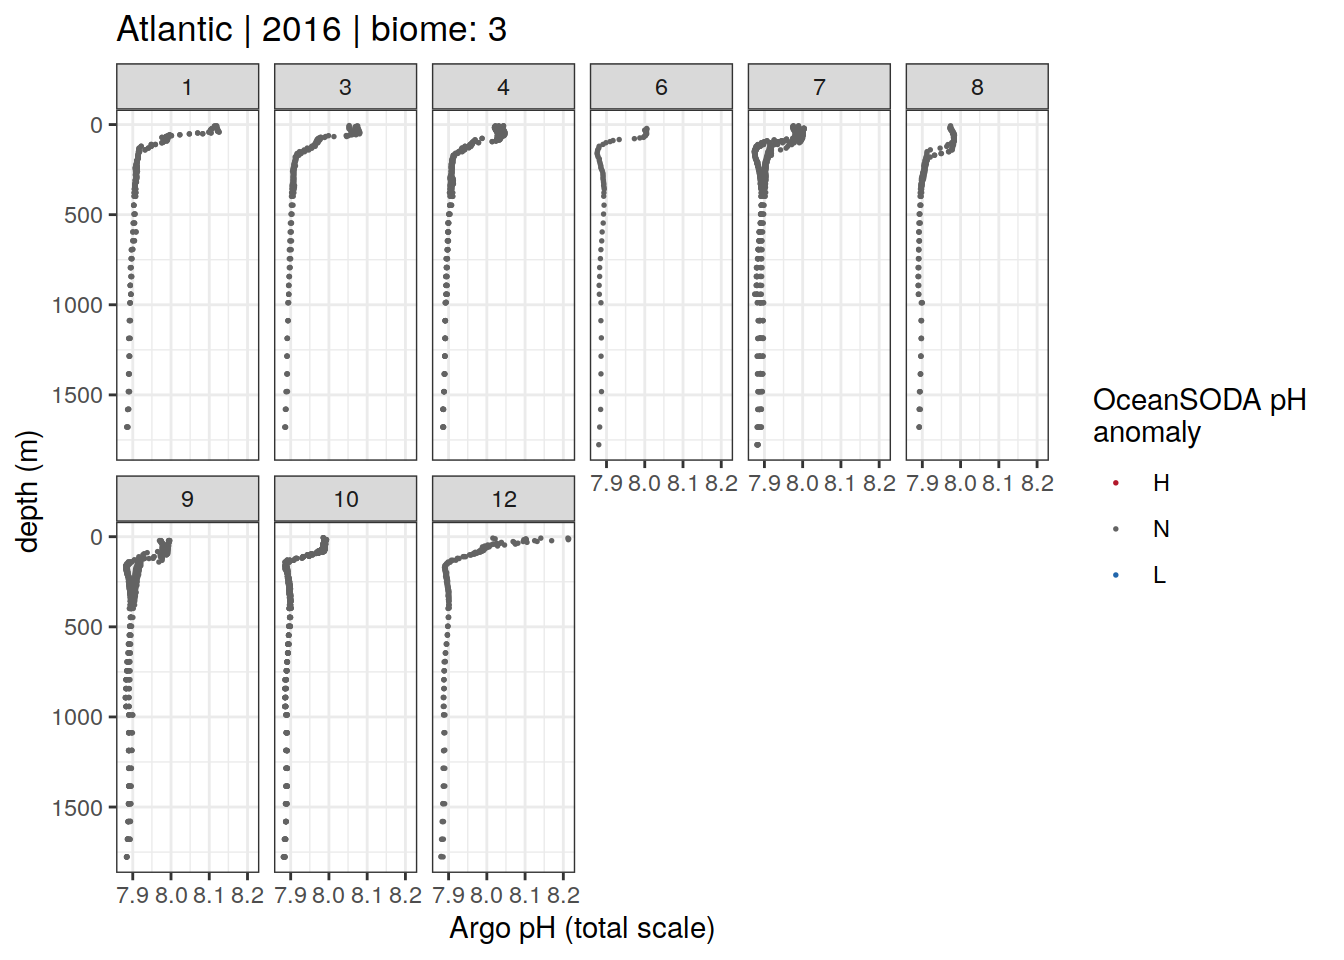 Atlantic | 2016 | biome: 3
1 3 4 6 7 8
0
500
1000
1500
7.9 8.0 8.1 8.2 7.9 8.0 8.1 8.2 7.9 8.0 8.1 8.2
9 10 12
0
500
1000
1500
7.9 8.0 8.1 8.2 7.9 8.0 8.1 8.2 7.9 8.0 8.1 8.2
depth (m)
Argo pH (total scale)
OceanSODA pH
anomaly
H
N
L